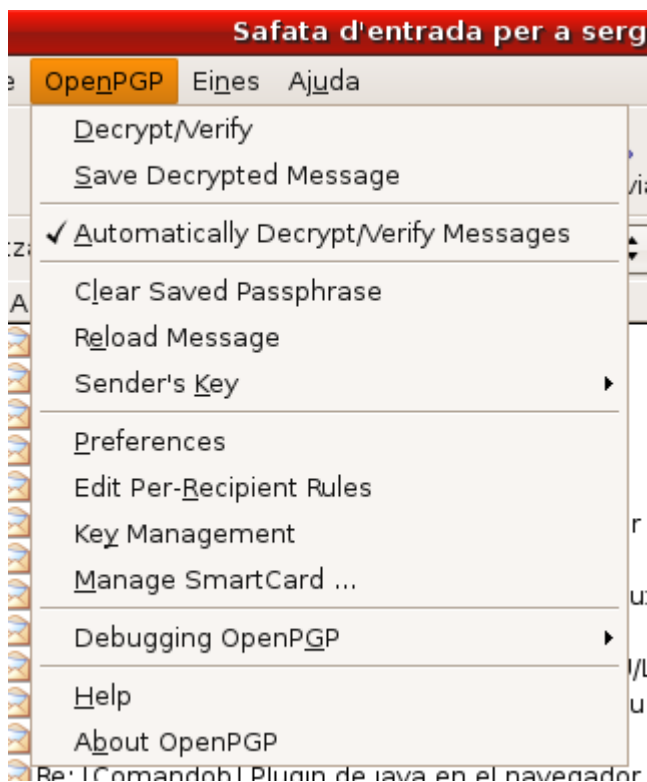 Safata d'entrada per a serg
e OpenPGP Eines Ajuda
Decrypt/Verify
Save Decrypted Message
✓ Automatically Decrypt/Verify Messages
A
Clear Saved Passphrase
Reload Message
Sender's Key
Preferences
Edit Per-Recipient Rules
Key Management
r
Manage SmartCard ...
Debugging OpenPGP
Help
u
About OpenPGP
Re: [Comandob] Plugin de java en el navegador